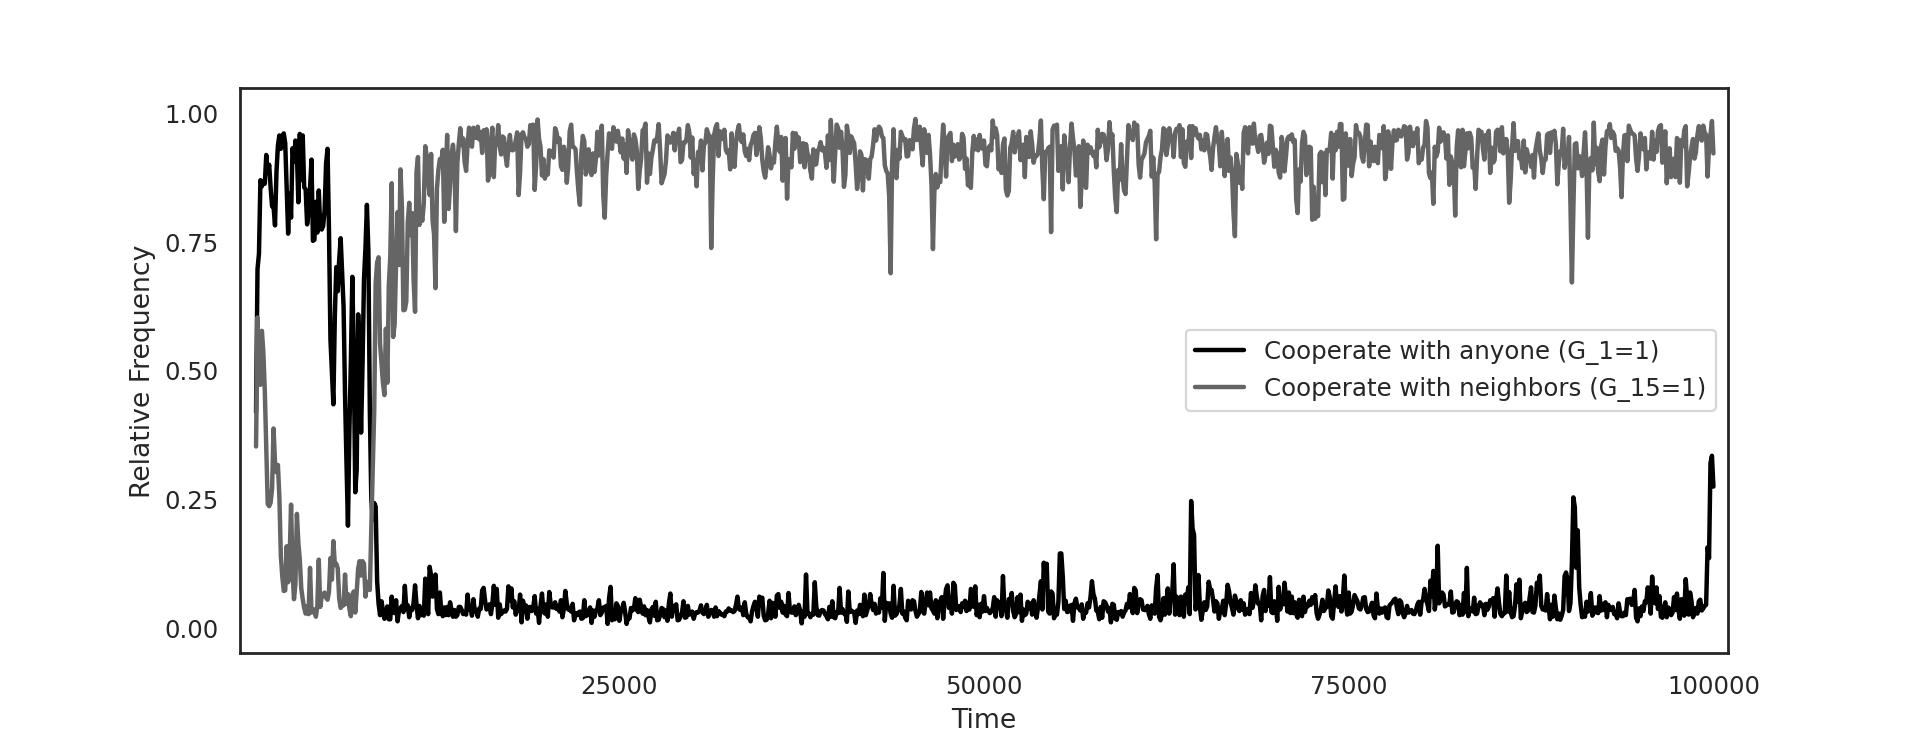 1.00
0.75
0.50
0.25
0.00
Relative Frequency
Cooperate with anyone (G_1=1)
Cooperate with neighbors (G_15=1)
25000
50000
75000
100000
Time